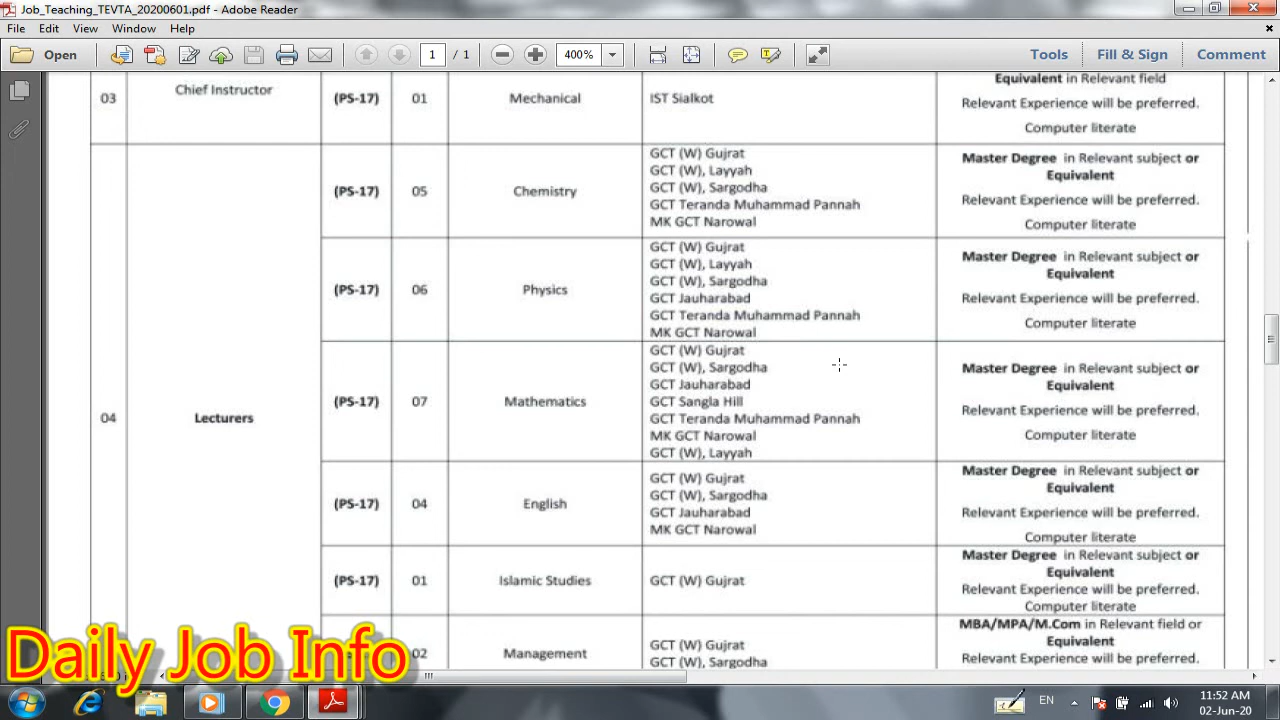 Job_Teaching_TEVTA_20200601.pdf - Adobe Reader
File Edit View Window Help
Open 1 / 1 400% Tools Fill & Sign Comment
03 Chief Instructor (PS-17) 01 Mechanical IST Sialkot
Equivalent in Relevant field
Relevant Experience will be preferred.
Computer literate
04 Lecturers
(PS-17) 05 Chemistry
GCT (W) Gujrat
GCT (W), Layyah
GCT (W), Sargodha
GCT Teranda Muhammad Pannah
MK GCT Narowal
Master Degree in Relevant subject or
Equivalent
Relevant Experience will be preferred.
Computer literate
(PS-17) 06 Physics
GCT (W) Gujrat
GCT (W), Layyah
GCT (W), Sargodha
GCT Jauharabad
GCT Teranda Muhammad Pannah
MK GCT Narowal
Master Degree in Relevant subject or
Equivalent
Relevant Experience will be preferred.
Computer literate
(PS-17) 07 Mathematics
GCT (W) Gujrat
GCT (W), Sargodha
GCT Jauharabad
GCT Sangla Hill
GCT Teranda Muhammad Pannah
MK GCT Narowal
GCT (W), Layyah
Master Degree in Relevant subject or
Equivalent
Relevant Experience will be preferred.
Computer literate
(PS-17) 04 English
GCT (W) Gujrat
GCT (W), Sargodha
GCT Jauharabad
MK GCT Narowal
Master Degree in Relevant subject or
Equivalent
Relevant Experience will be preferred.
Computer literate
(PS-17) 01 Islamic Studies
GCT (W) Gujrat
Master Degree in Relevant subject or
Equivalent
Relevant Experience will be preferred.
Computer literate
02 Management
GCT (W) Gujrat
GCT (W), Sargodha
MBA/MPA/M.Com in Relevant field or
Equivalent
Relevant Experience will be preferred.
Daily Job Info
EN
11:52 AM
02-Jun-20